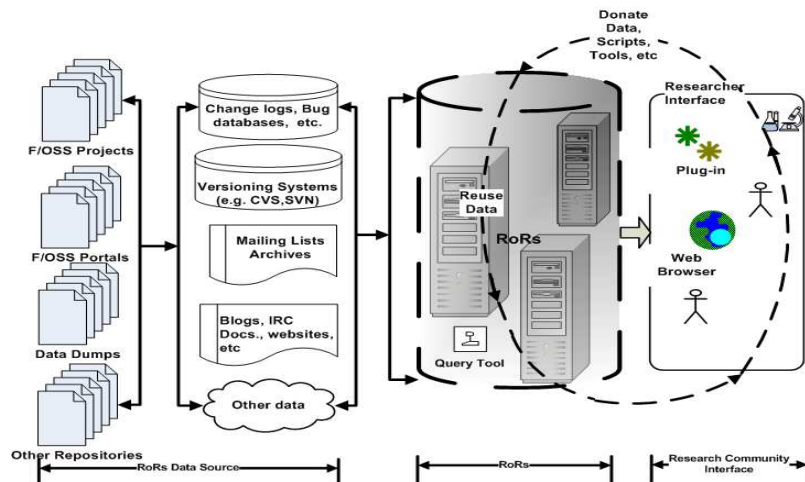 F/OSS Projects
F/OSS Portals
Data Dumps
Other Repositories
Change logs, Bug
databases, etc.
Versioning Systems
(e.g. CVS,SVN)
Mailing Lists
Archives
Blogs, IRC
Docs., websites,
etc
Other data
Reuse
Data
RoRs
Query Tool
Donate
Data,
Scripts,
Tools, etc
Researcher
Interface
Plug-in
Web
Browser
RoRs Data Source
RoRs
Research Community
Interface